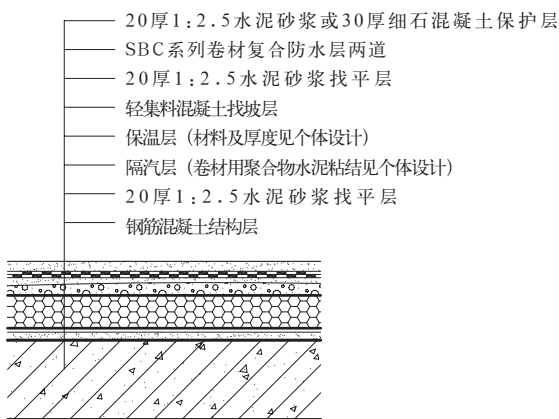 20厚1:2.5水泥砂浆或30厚细石混凝土保护层
SBC系列卷材复合防水层两道
20厚1:2.5水泥砂浆找平层
轻集料混凝土找坡层
保温层（材料及厚度见个体设计）
隔汽层（卷材用聚合物水泥粘结见个体设计）
20厚1:2.5水泥砂浆找平层
钢筋混凝土结构层